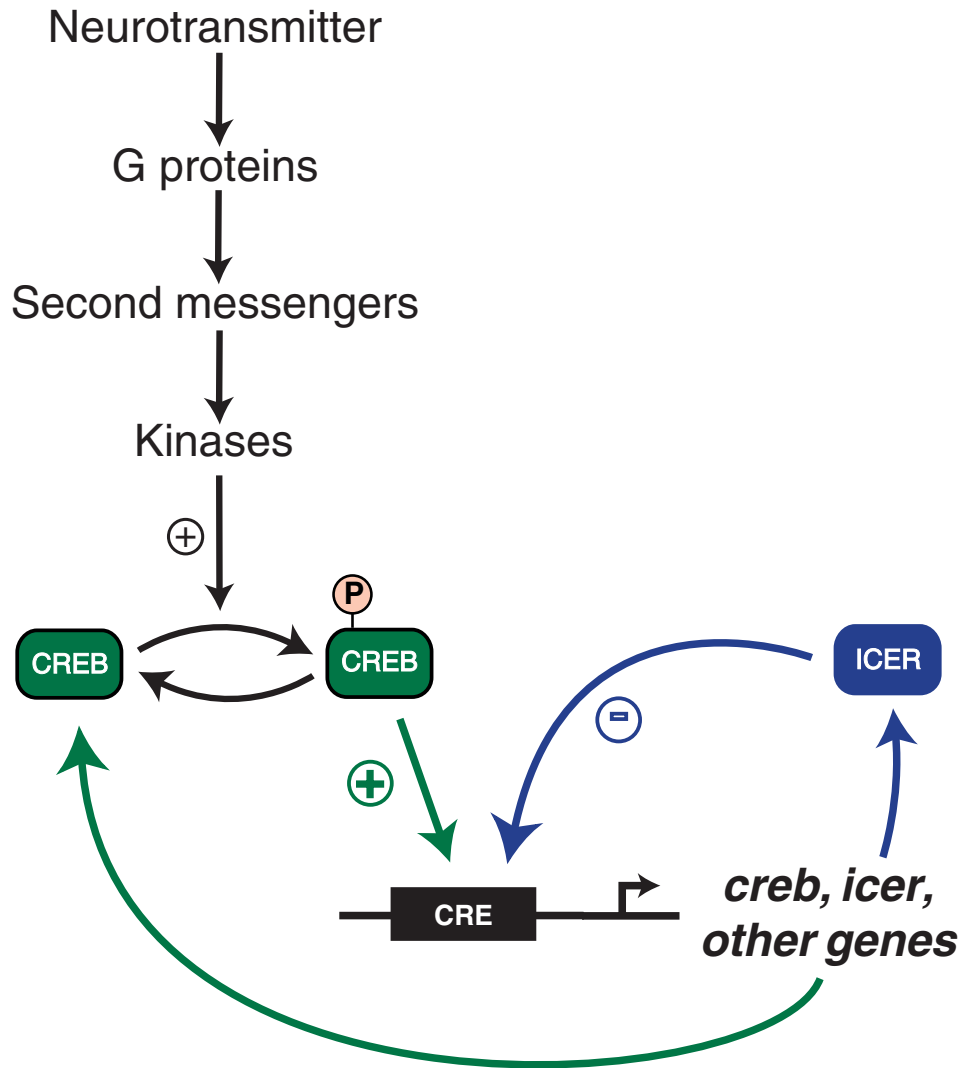 Neurotransmitter
G proteins
Second messengers
Kinases
+
P
CREB
CREB
ICER
-
+
CRE
creb, icer,
other genes